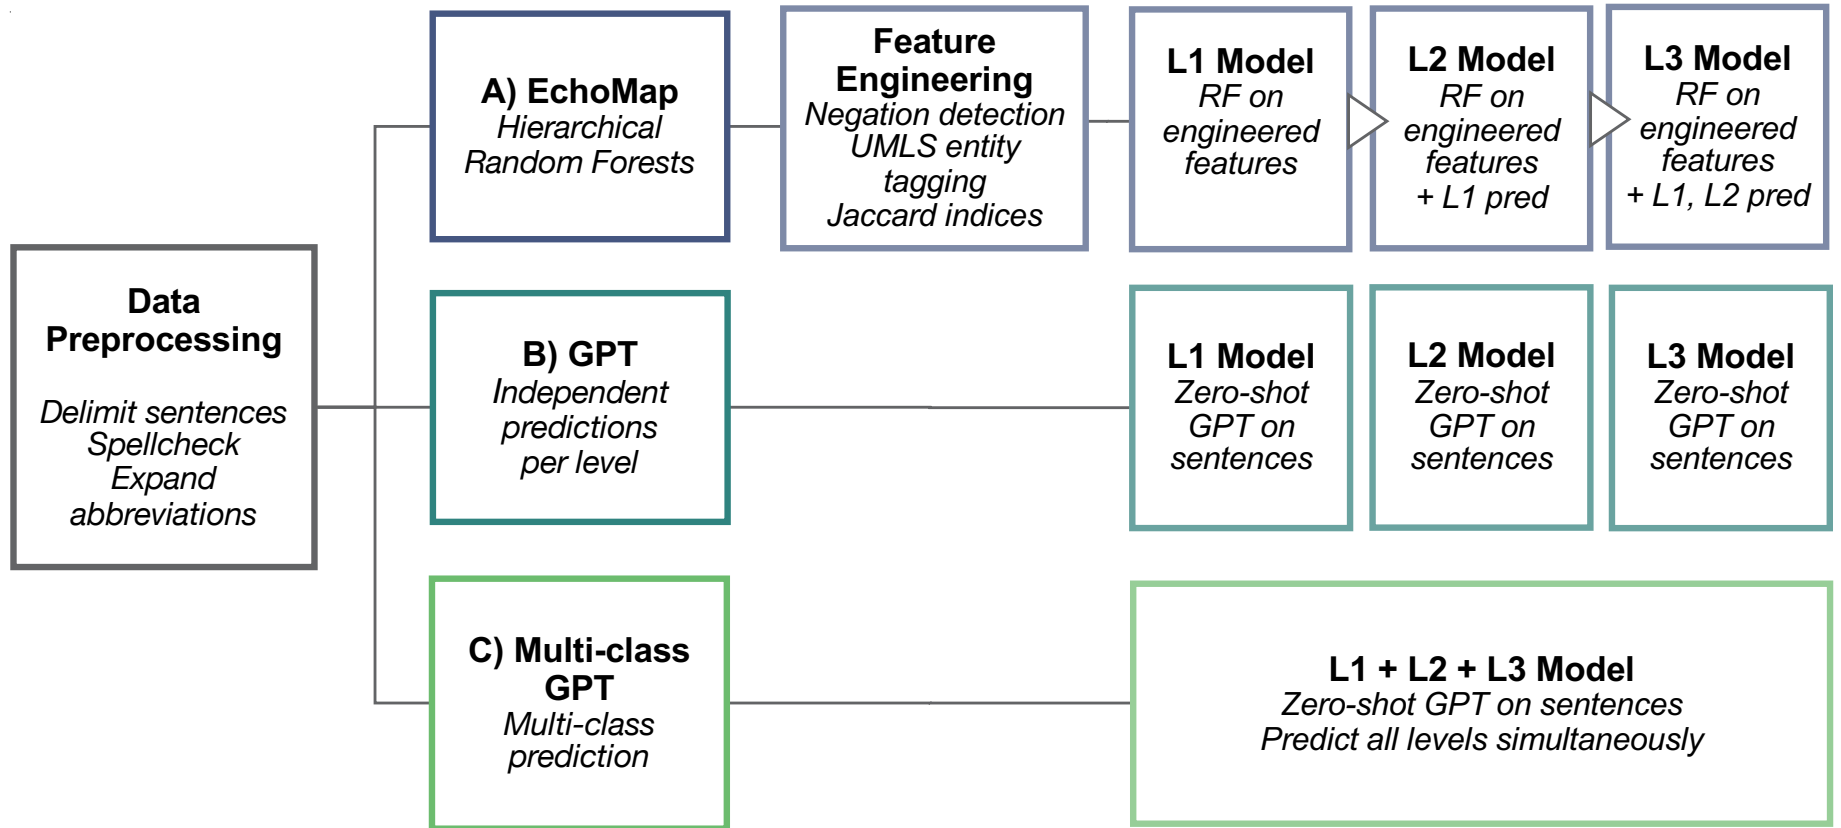 Data
Preprocessing
Delimit sentences
Spellcheck
Expand
abbreviations
A) EchoMap
Hierarchical
Random Forests
Feature
Engineering
Negation detection
UMLS entity
tagging
Jaccard indices
L1 Model
RF on
engineered
features
L2 Model
RF on
engineered
features
+ L1 pred
L3 Model
RF on
engineered
features
+ L1, L2 pred
B) GPT
Independent
predictions
per level
L1 Model
Zero-shot
GPT on
sentences
L2 Model
Zero-shot
GPT on
sentences
L3 Model
Zero-shot
GPT on
sentences
C) Multi-class
GPT
Multi-class
prediction
L1 + L2 + L3 Model
Zero-shot GPT on sentences
Predict all levels simultaneously